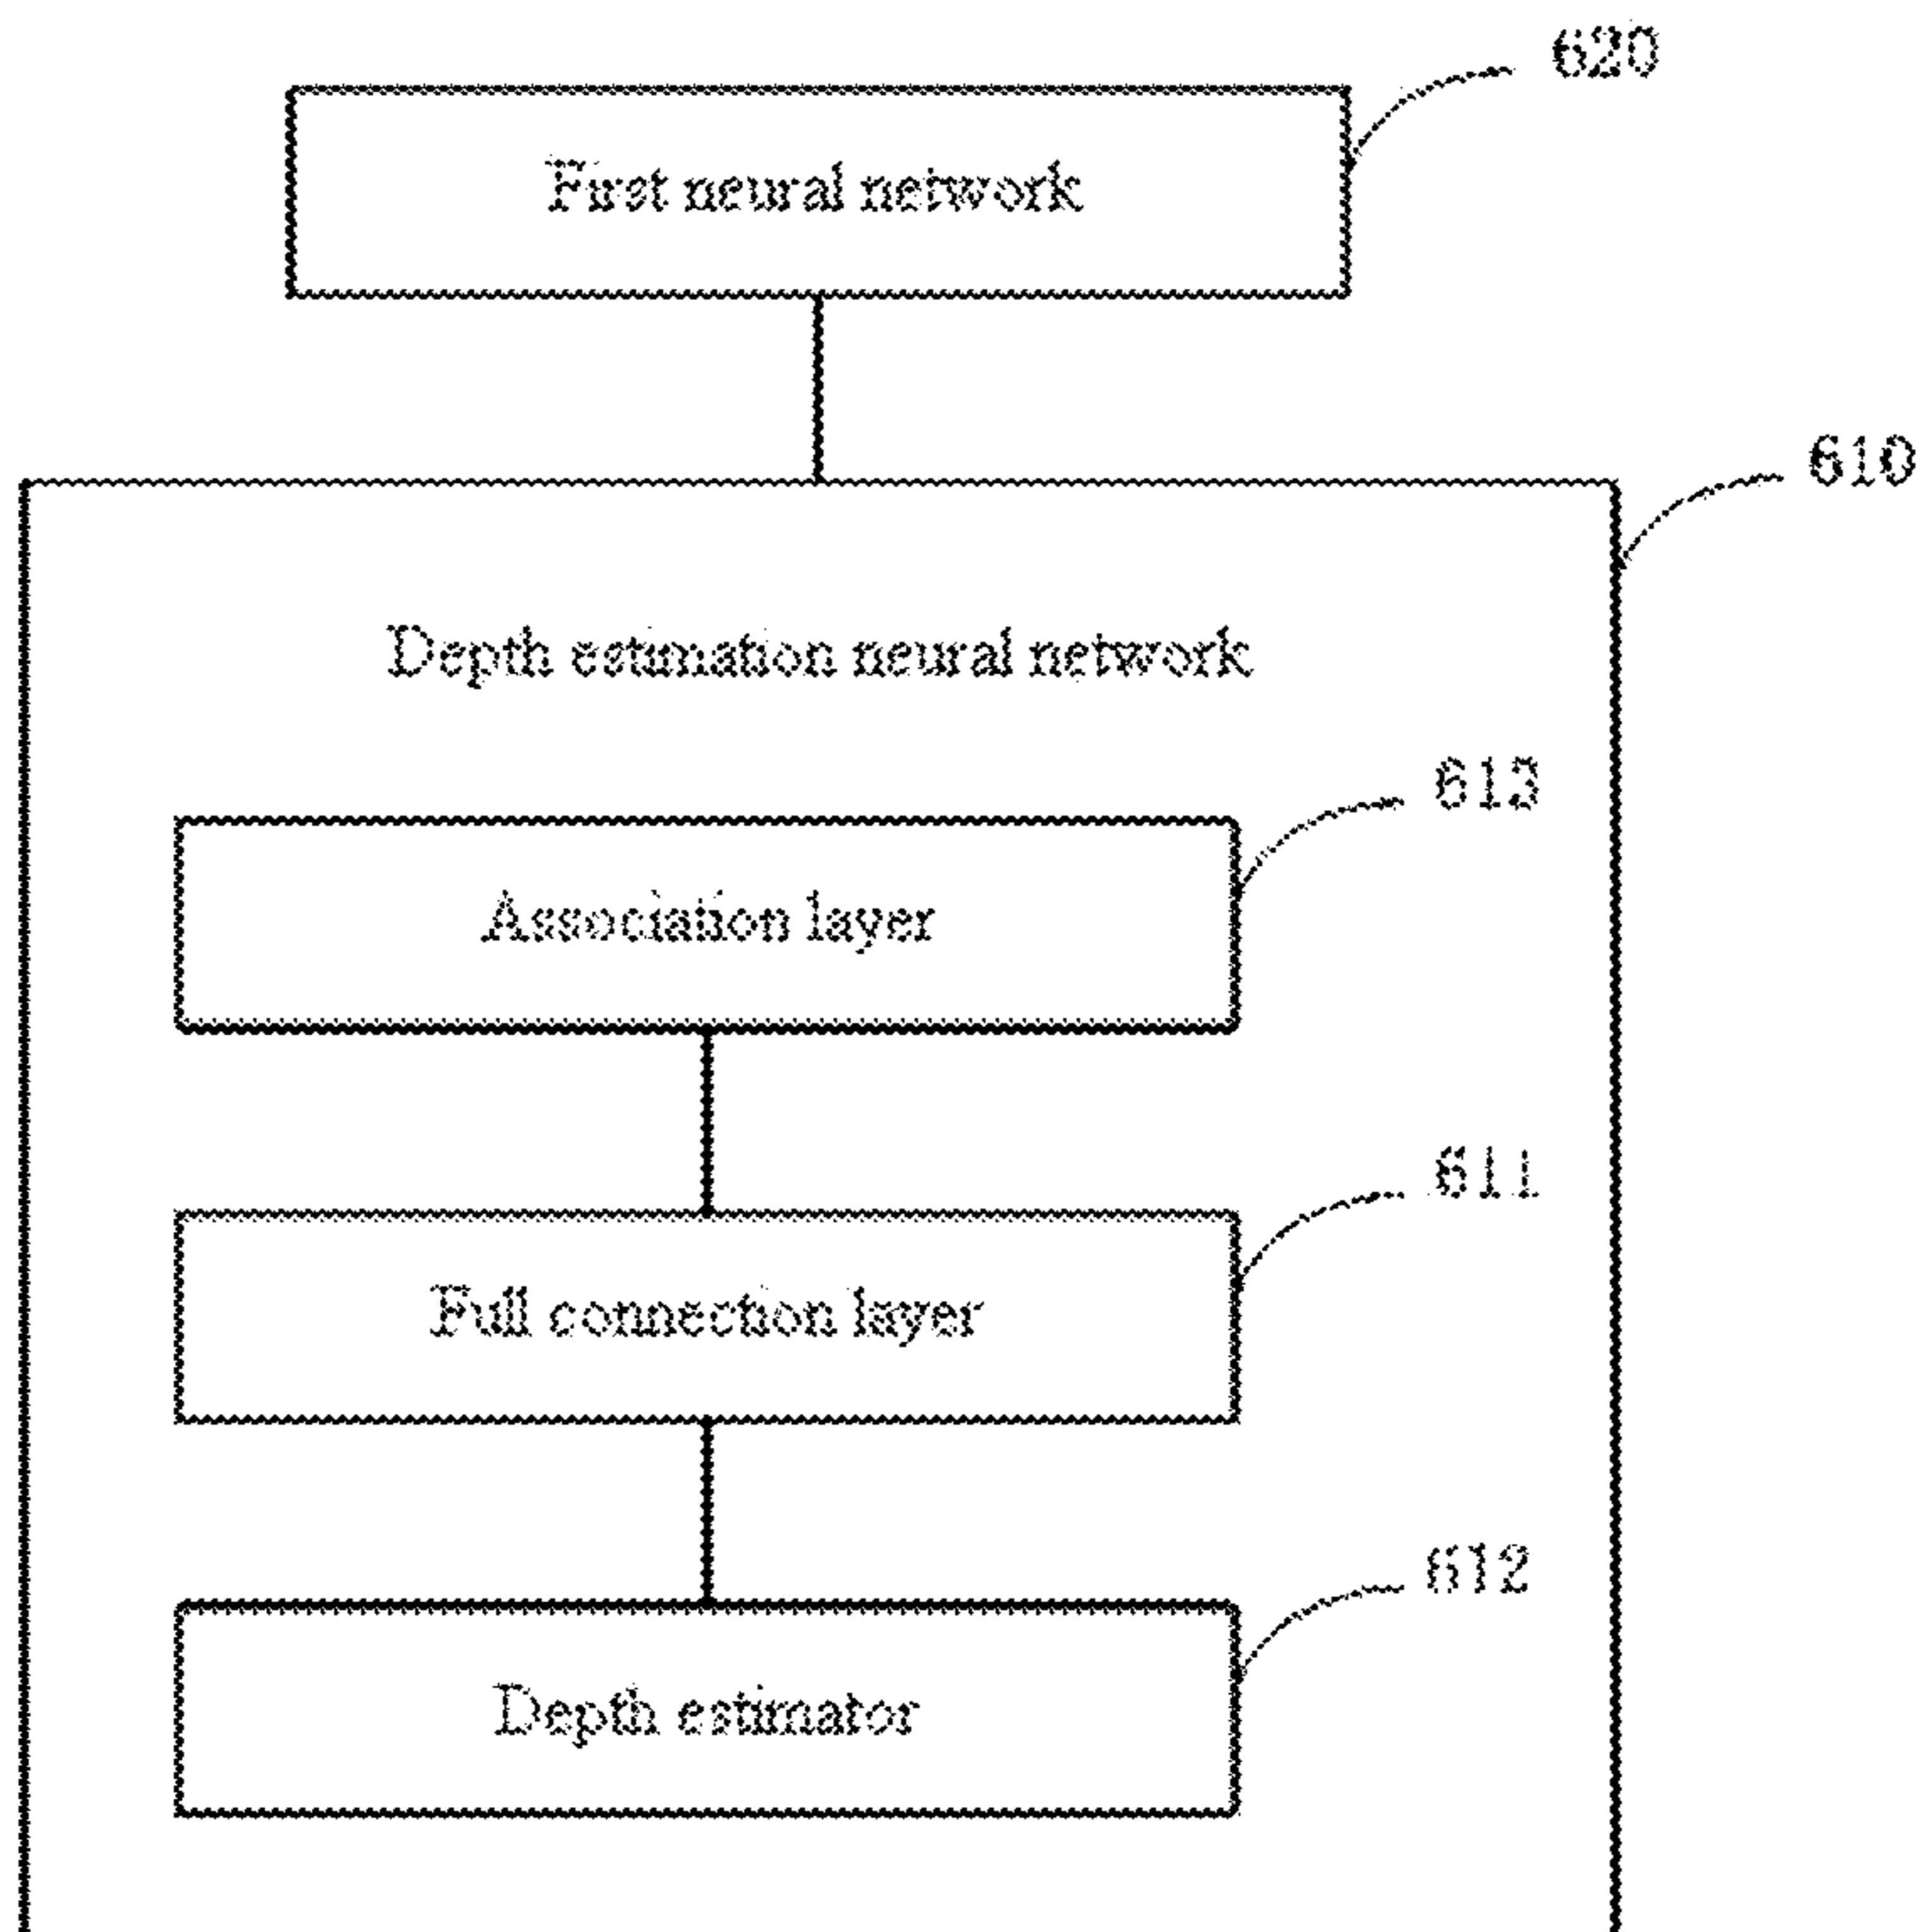 620
First neural network
610
Depth estimation neural network
613
Association layer
611
Full connection layer
612
Depth estimator